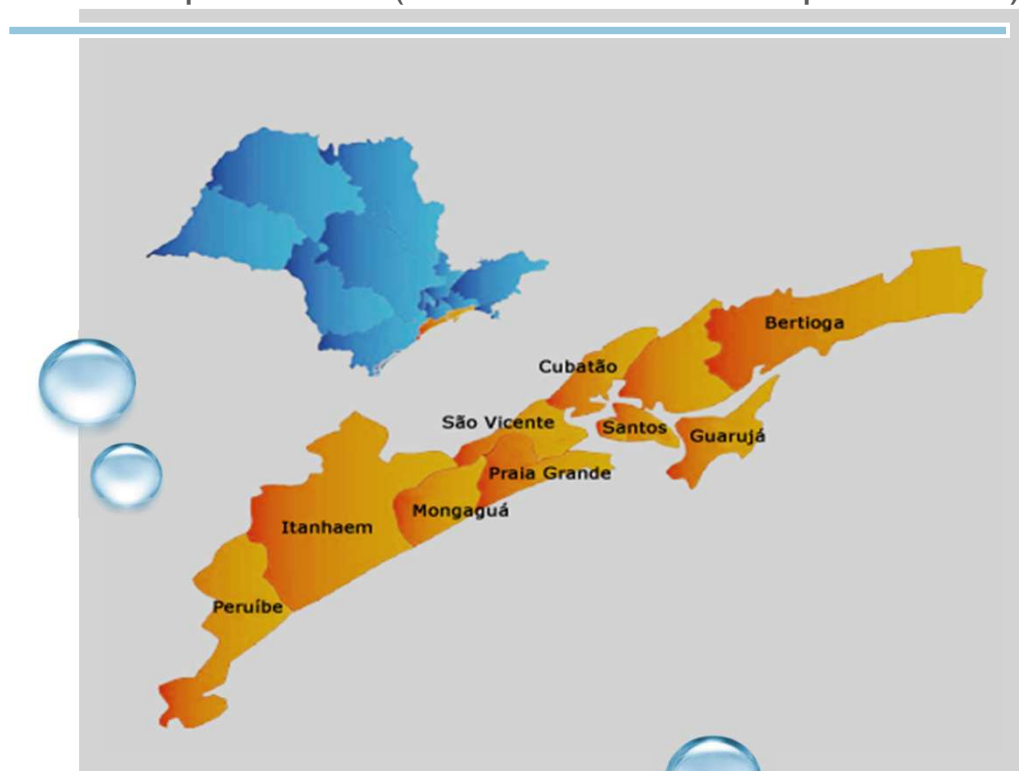 Bertioga
Cubatão
São Vicente
Santos
Guarujá
Praia Grande
Mongaguá
Itanhaem
Peruíbe